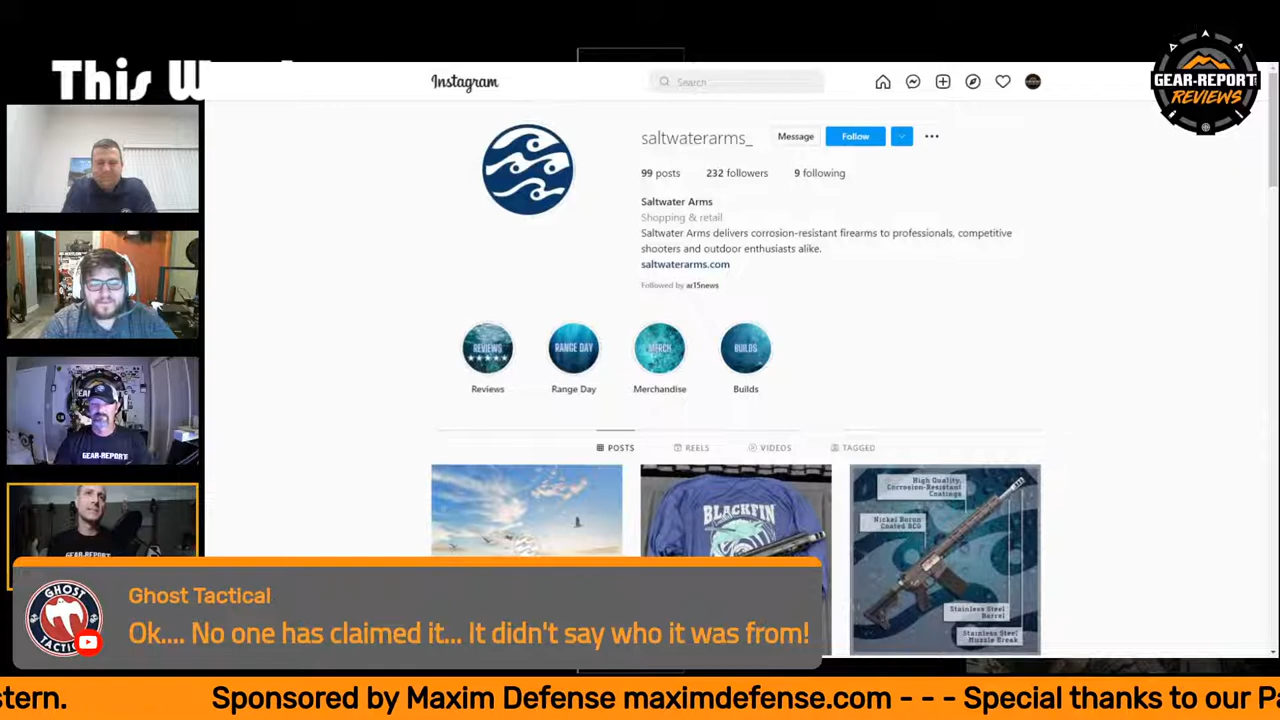 This W
Instagram
Search
GEAR-REPORT
REVIEWS
saltwaterarms_
Message
Follow
99 posts
232 followers
9 following
Saltwater Arms
Shopping & retail
Saltwater Arms delivers corrosion-resistant firearms to professionals, competitive
shooters and outdoor enthusiasts alike.
saltwaterarms.com
Followed by ar15news
REVIEWS
RANGE DAY
MERCH
BUILDS
Reviews
Range Day
Merchandise
Builds
POSTS
REELS
VIDEOS
TAGGED
BLACKFIN
High Quality,
Corrosion-Resistant
Coatings
Nickel Boron
Coated BCG
Stainless Steel
Barrel
Stainless Steel
Muzzle Break
GEAR-REPORT
GEAR-REPORT
GHOST
Ghost Tactical
Ok.... No one has claimed it... It didn't say who it was from!
stern.
Sponsored by Maxim Defense maximdefense.com - - - Special thanks to our Pa